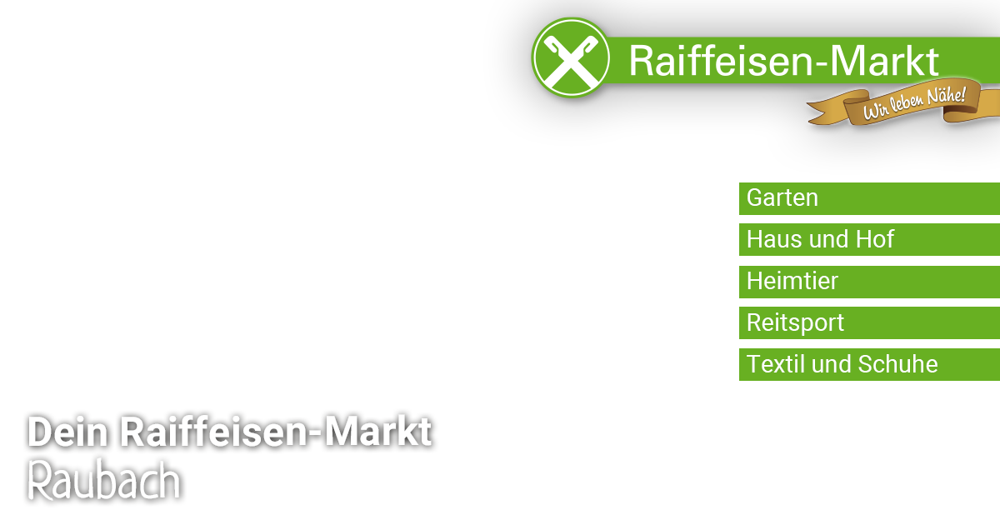 Raiffeisen-Markt
Wir leben Nähe!
Garten
Haus und Hof
Heimtier
Reitsport
Textil und Schuhe
Dein Raiffeisen-Markt
Raubach